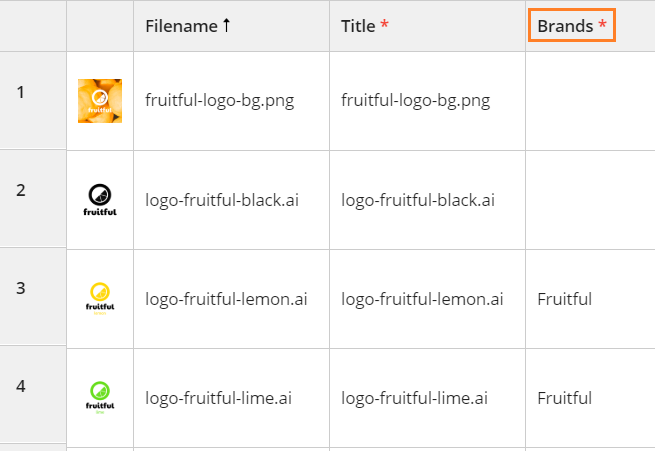 Filename ↑ Title * Brands *
1 fruitful fruitful-logo-bg.png fruitful-logo-bg.png
2 fruitful logo-fruitful-black.ai logo-fruitful-black.ai
3 fruitful logo-fruitful-lemon.ai logo-fruitful-lemon.ai Fruitful
4 fruitful logo-fruitful-lime.ai logo-fruitful-lime.ai Fruitful